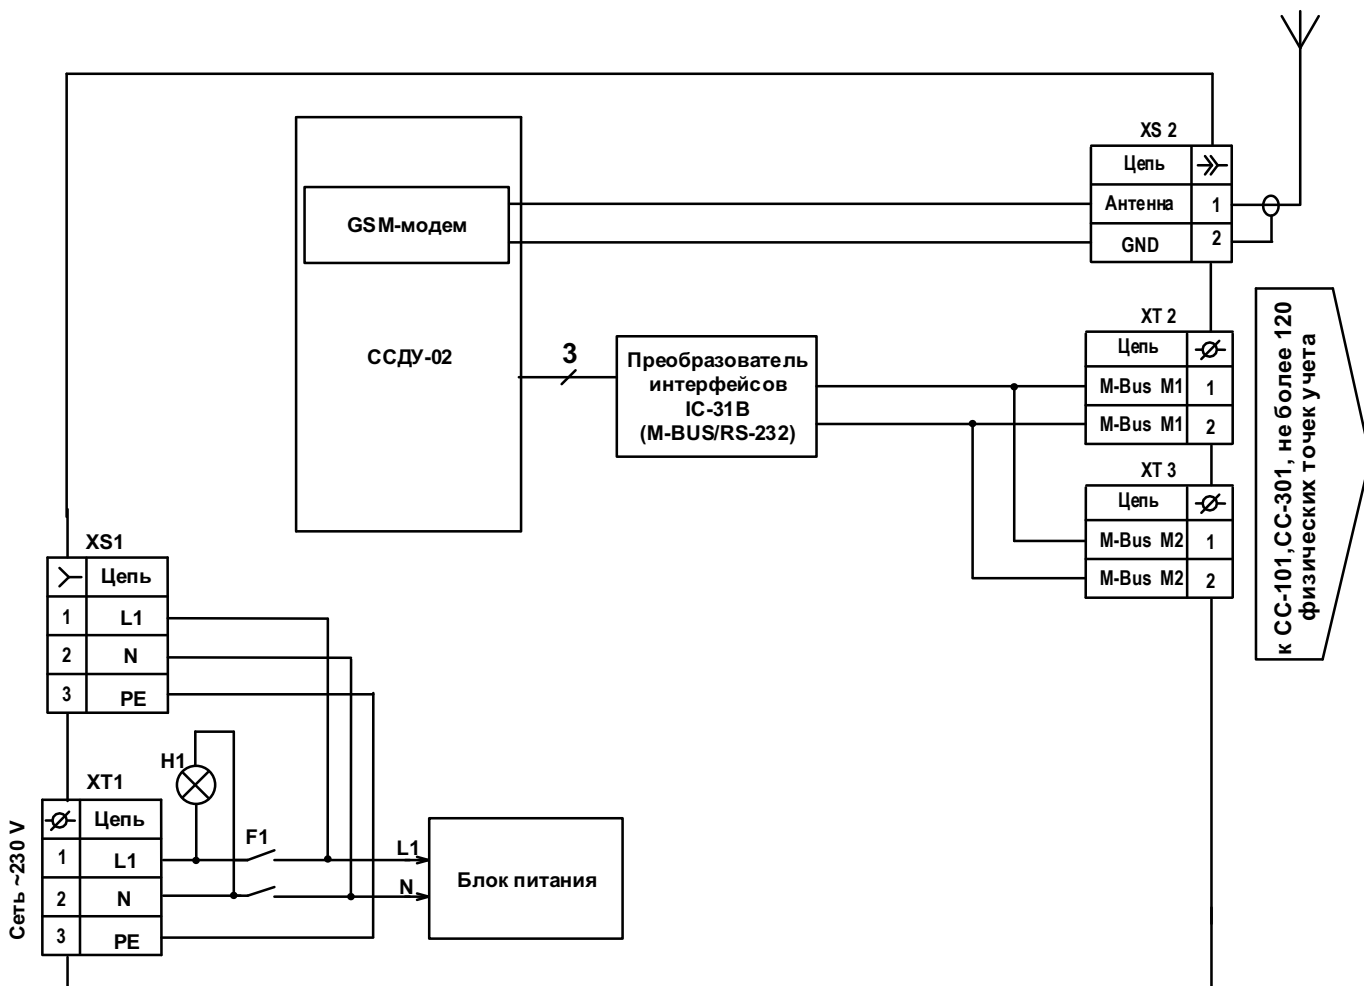 XS 2
Цепь
Антенна 1
GND 2
GSM-модем
ССДУ-02
3
Преобразователь
интерфейсов
IC-31B
(M-BUS/RS-232)
XT 2
Цепь
M-Bus M1 1
M-Bus M1 2
XT 3
Цепь
M-Bus M2 1
M-Bus M2 2
к СС-101,СС-301, не более 120
физических точек учета
XS1
Цепь
1 L1
2 N
3 PE
H1
XT1
Цепь
1 L1
2 N
3 PE
Сеть ~230 V
F1
L1
N
Блок питания